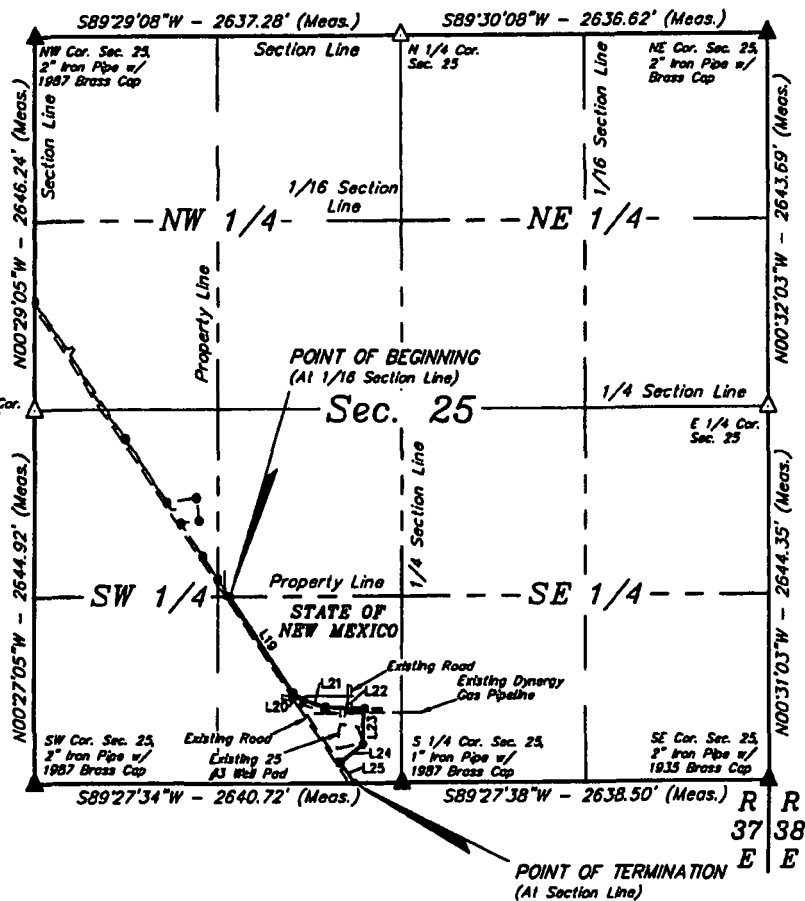 S89°29'08"W - 2637.28' (Meas.)
S89°30'08"W - 2636.62' (Meas.)
NW Cor. Sec. 25,
2" Iron Pipe w/
1987 Brass Cap
Section Line
N 1/4 Cor.
Sec. 25
NE Cor. Sec. 25,
2" Iron Pipe w/
Brass Cap
Section Line
1/16 Section Line
N00°29'05"W - 2646.24' (Meas.)
N00°32'03"W - 2643.69' (Meas.)
1/16 Section
Line
NW 1/4
NE 1/4
Property Line
POINT OF BEGINNING
(At 1/16 Section Line)
1/4 Section Line
Cor.
Sec. 25
E 1/4 Cor.
Sec. 25
1/4 Section Line
N00°27'05"W - 2644.92' (Meas.)
N00°31'03"W - 2644.35' (Meas.)
Property Line
SW 1/4
SE 1/4
STATE OF
NEW MEXICO
L19
Existing Road
L21
L22
Existing Dynergy
Gas Pipeline
L20
L23
Existing Road
Existing 25
A3 Well Pad
L24
L25
SW Cor. Sec. 25,
2" Iron Pipe w/
1987 Brass Cap
S 1/4 Cor. Sec. 25,
1" Iron Pipe w/
1987 Brass Cap
SE Cor. Sec. 25,
2" Iron Pipe w/
1935 Brass Cap
S89°27'34"W - 2640.72' (Meas.)
S89°27'38"W - 2638.50' (Meas.)
R R
37 38
E E
POINT OF TERMINATION
(At Section Line)